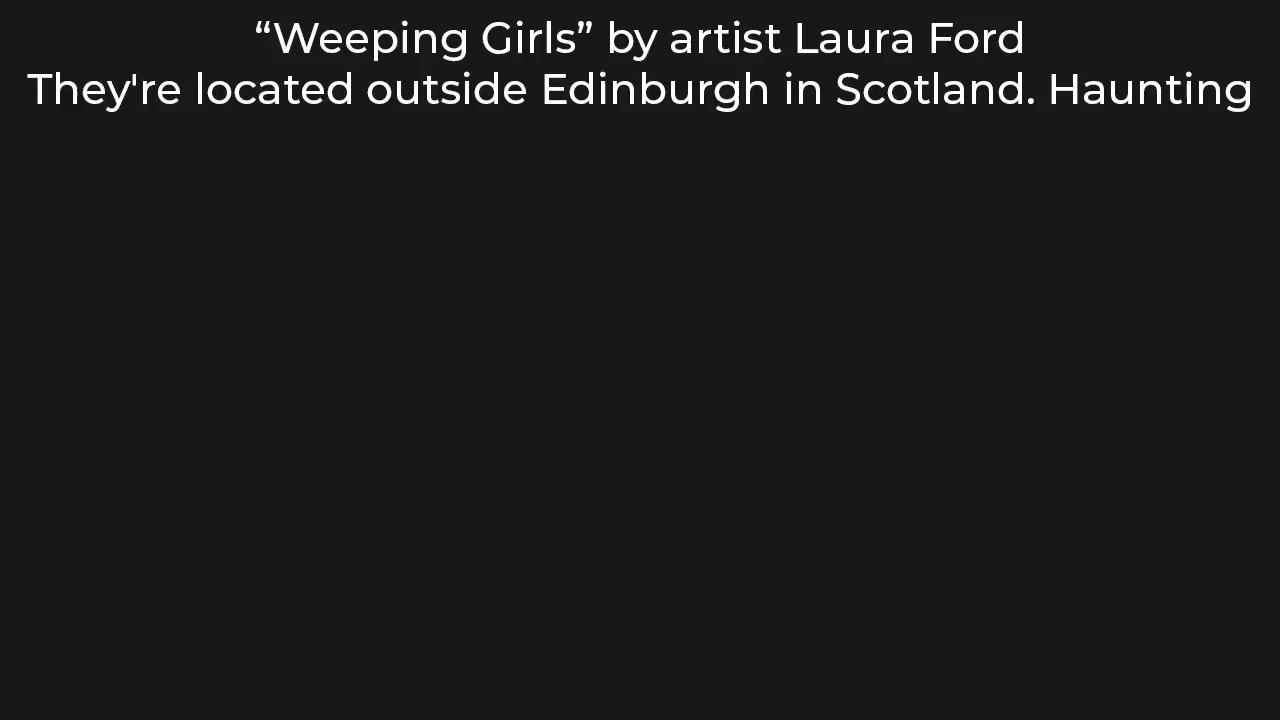 “Weeping Girls” by artist Laura Ford
They're located outside Edinburgh in Scotland. Haunting